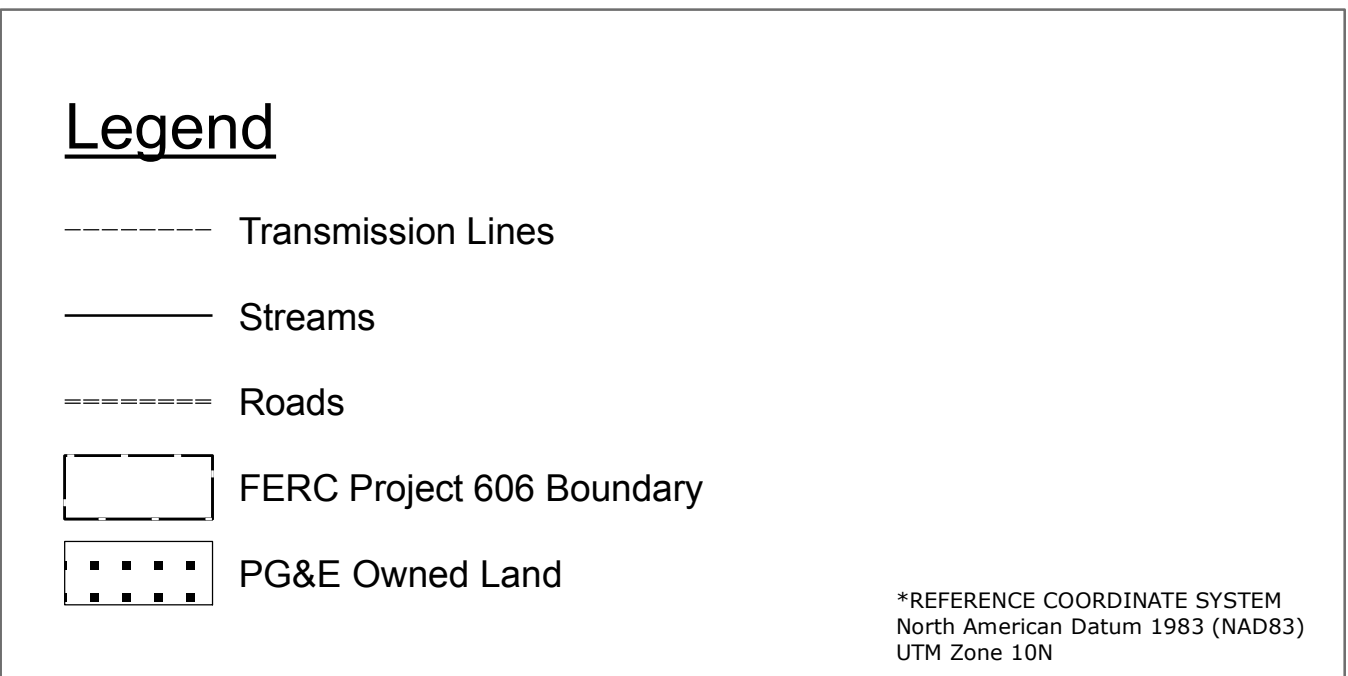 Legend
Transmission Lines
Streams
Roads
FERC Project 606 Boundary
PG&E Owned Land
*REFERENCE COORDINATE SYSTEM
North American Datum 1983 (NAD83)
UTM Zone 10N